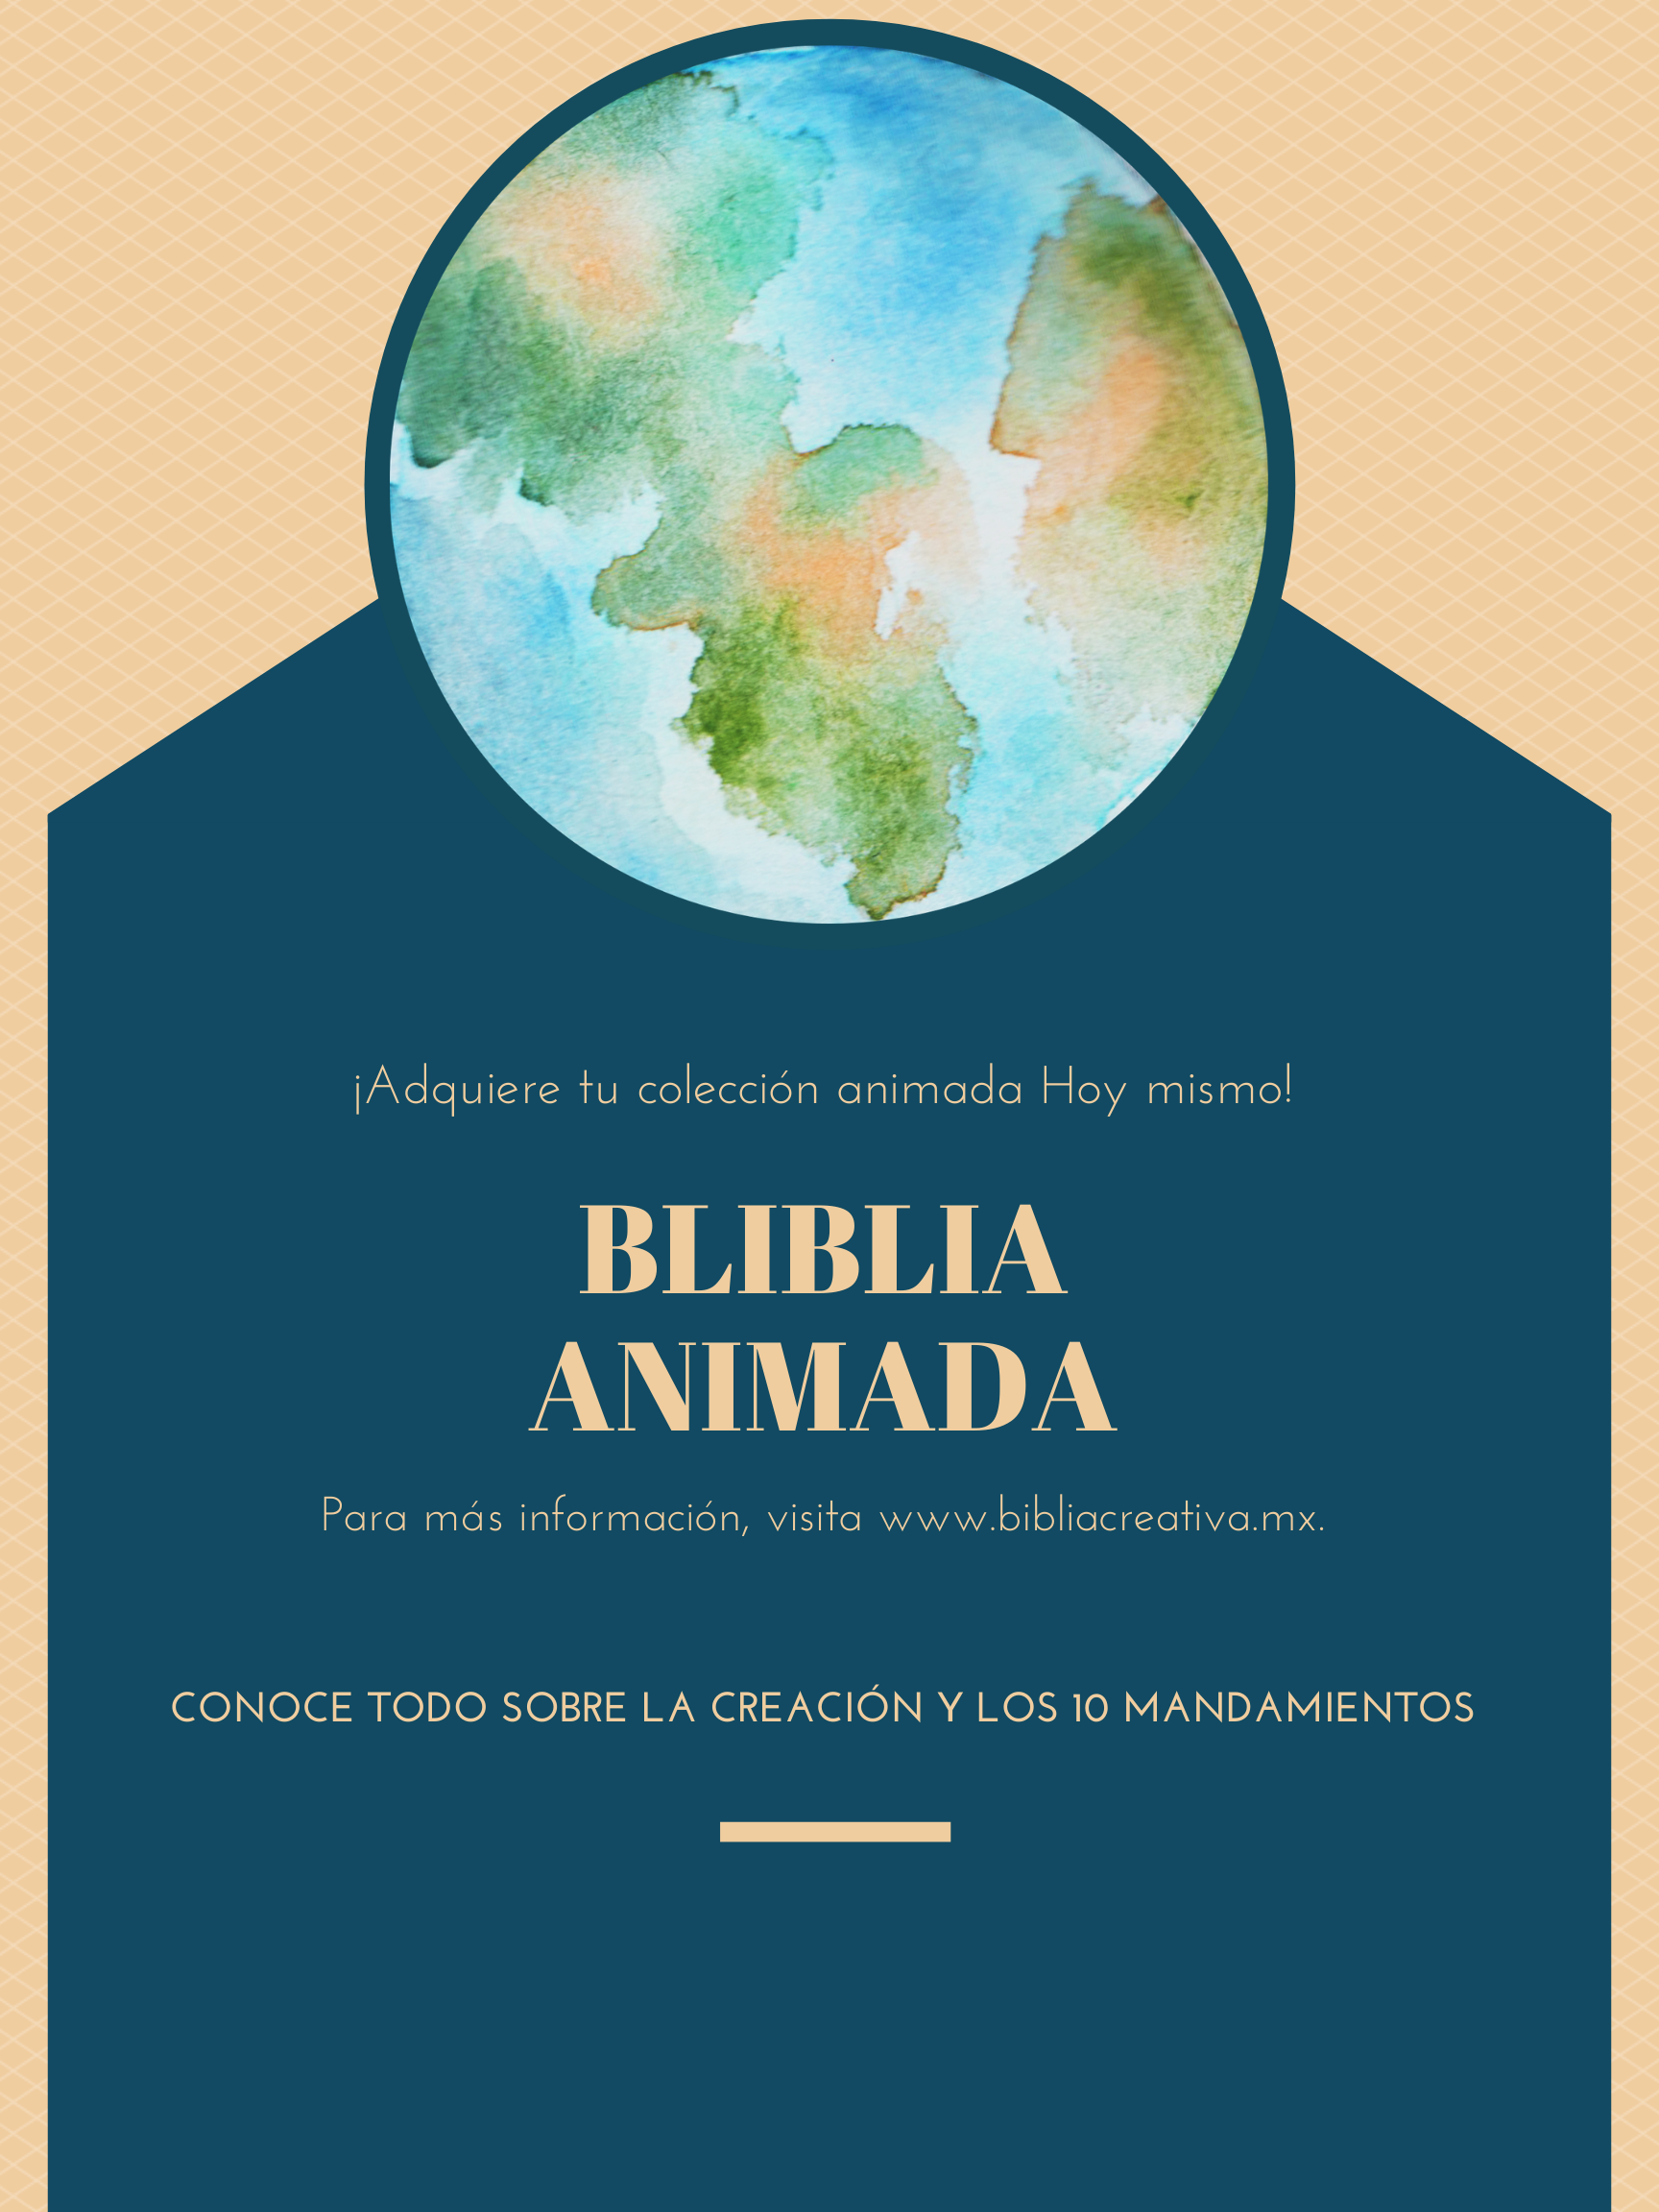 ¡Adquiere tu colección animada Hoy mismo!
BLIBLIA
ANIMADA
Para más información, visita www.bibliacreativa.mx.
CONOCE TODO SOBRE LA CREACIÓN Y LOS 10 MANDAMIENTOS